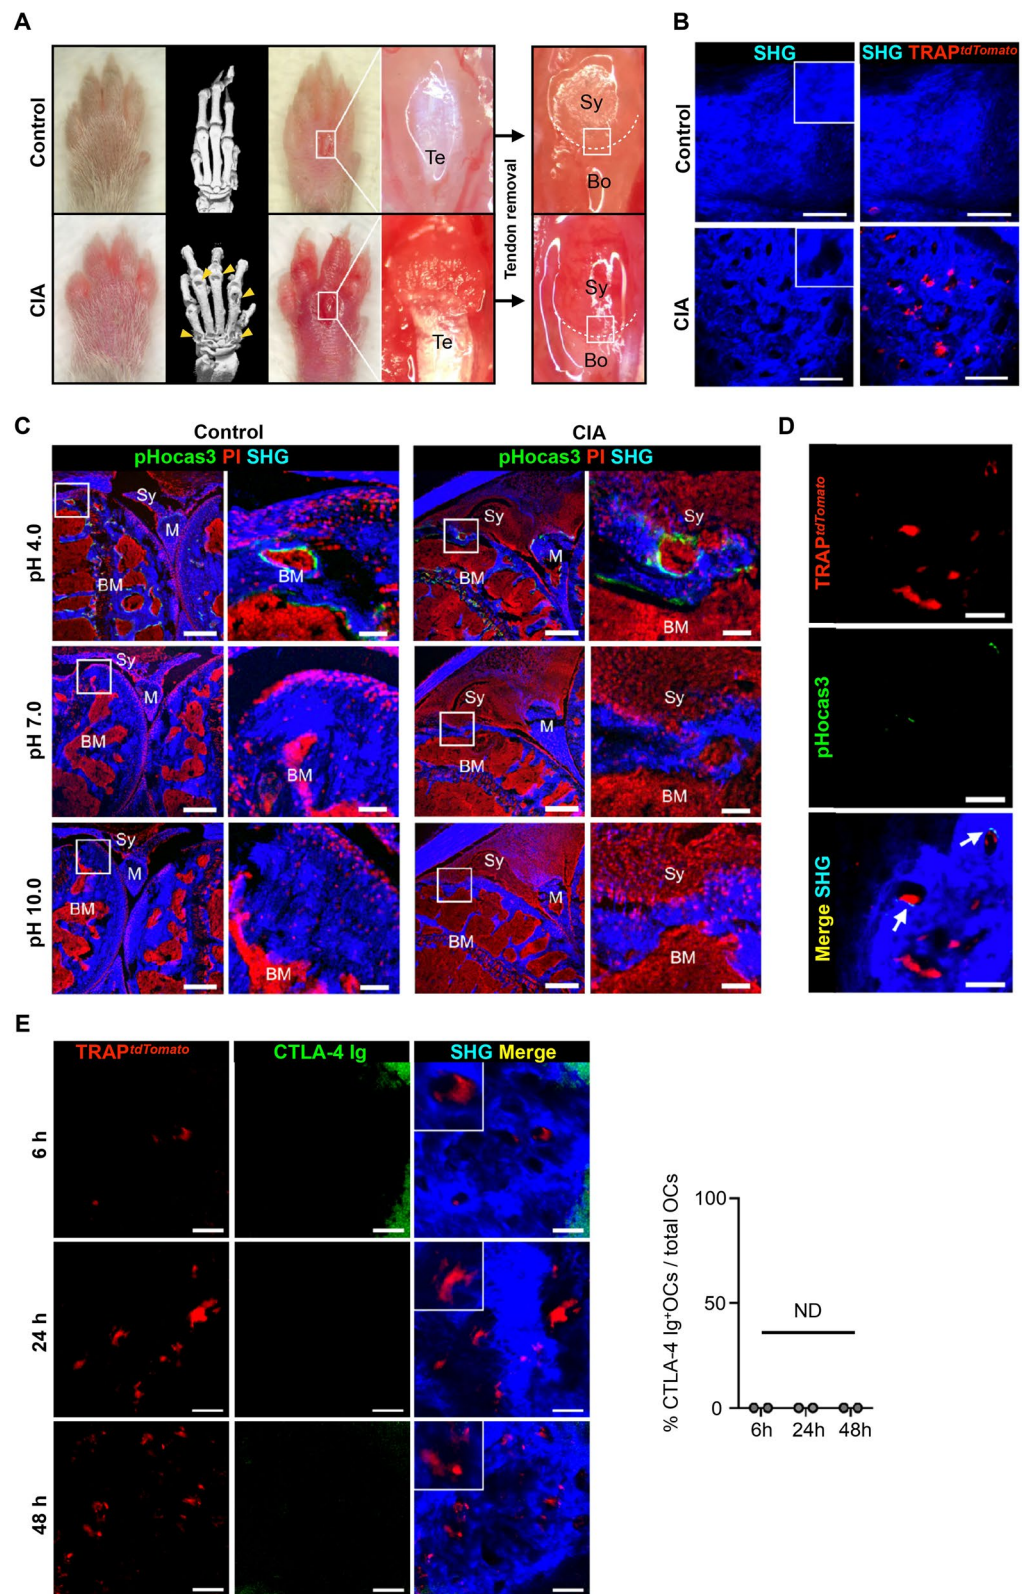 A
Control
CIA
Te
Te
Tendon removal
Sy
Bo
Sy
Bo
B
SHG
SHG TRAPtdTomato
Control
CIA
C
Control
CIA
pHocas3 PI SHG
pHocas3 PI SHG
pH 4.0
Sy
M
BM
BM
Sy
M
BM
Sy
BM
pH 7.0
Sy
M
BM
BM
Sy
M
BM
Sy
BM
pH 10.0
Sy
M
BM
BM
Sy
M
BM
Sy
BM
D
TRAPtdTomato
pHocas3
Merge SHG
E
TRAPtdTomato
CTLA-4 Ig
SHG Merge
6 h
24 h
48 h
% CTLA-4 Ig+OCs / total OCs
100
50
0
ND
6h
24h
48h